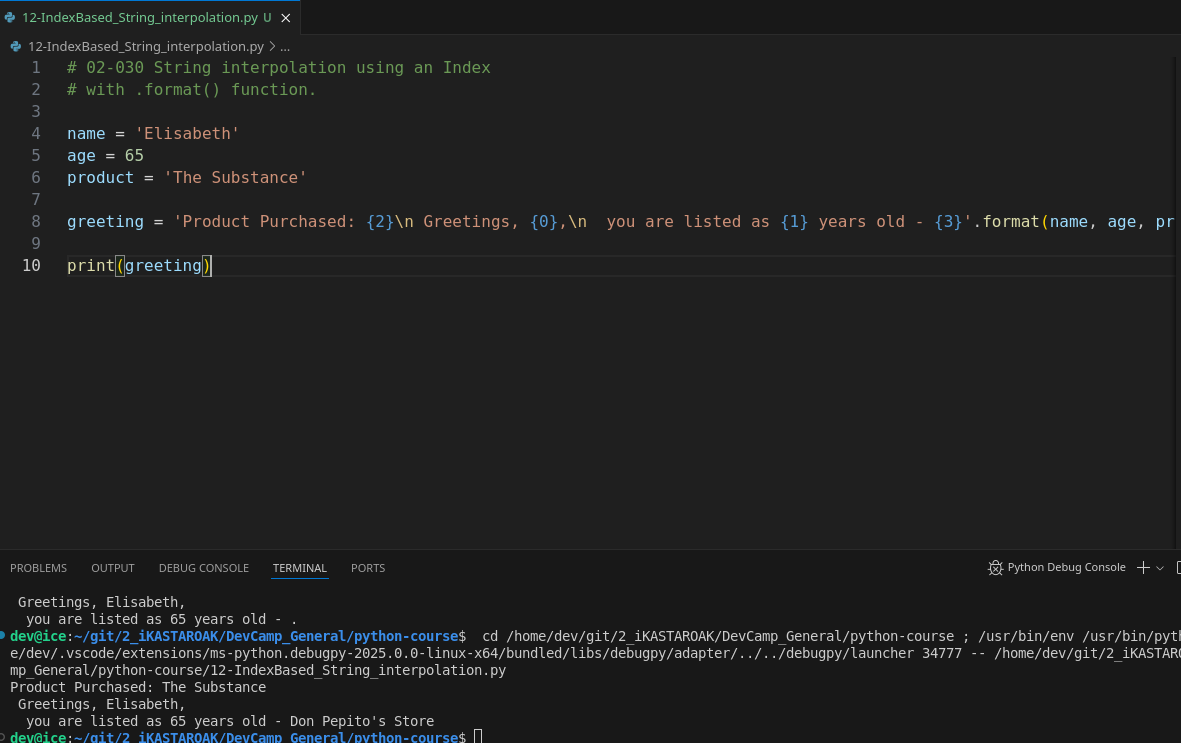 12-IndexBased_String_interpolation.py U
12-IndexBased_String_interpolation.py > ...
1 # 02-030 String interpolation using an Index
2 # with .format() function.
3
4 name = 'Elisabeth'
5 age = 65
6 product = 'The Substance'
7
8 greeting = 'Product Purchased: {2}\n Greetings, {0},\n  you are listed as {1} years old - {3}'.format(name, age, pr
9
10 print(greeting)
PROBLEMS OUTPUT DEBUG CONSOLE TERMINAL PORTS Python Debug Console
 Greetings, Elisabeth,
  you are listed as 65 years old - .
dev@ice:~/git/2_iKASTAROAK/DevCamp_General/python-course$  cd /home/dev/git/2_iKASTAROAK/DevCamp_General/python-course ; /usr/bin/env /usr/bin/pyth
e/dev/.vscode/extensions/ms-python.debugpy-2025.0.0-linux-x64/bundled/libs/debugpy/adapter/../../debugpy/launcher 34777 -- /home/dev/git/2_iKASTARO
mp_General/python-course/12-IndexBased_String_interpolation.py
Product Purchased: The Substance
 Greetings, Elisabeth,
  you are listed as 65 years old - Don Pepito's Store
dev@ice:~/git/2_iKASTAROAK/DevCamp_General/python-course$